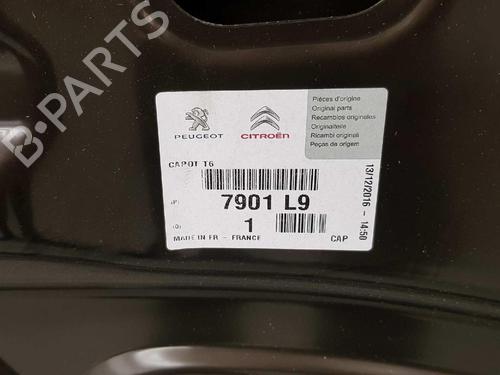 PEUGEOT
CITROËN
Pièces d'origine
Original parts
Recambios originales
Originalteile
Ricambi originali
Peças de origem
CAPOT T6
(P) 7901 L9
(Q) 1
MADE IN FR - FRANCE
CAP
13/12/2016 - 14:50
B-PARTS